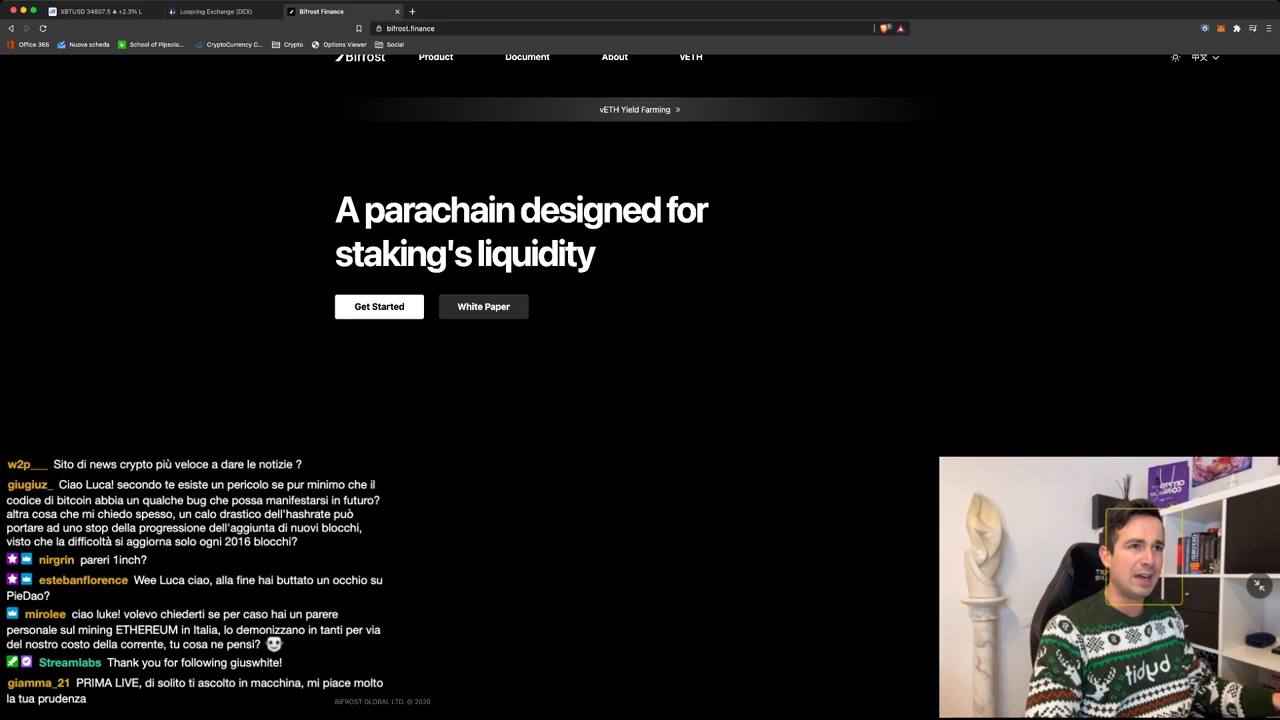 XBTUSD 34807.5 ▲ +2.3% L
Loopring Exchange (DEX)
Bifrost Finance
bifrost.finance
Office 365
Nuova scheda
School of Pipsolo...
CryptoCurrency C...
Crypto
Options Viewer
Social
Bifrost Product Document About vETH 中文
vETH Yield Farming »
A parachain designed for
staking's liquidity
Get Started White Paper
w2p___ Sito di news crypto più veloce a dare le notizie ?
giugiuz_ Ciao Luca! secondo te esiste un pericolo se pur minimo che il
codice di bitcoin abbia un qualche bug che possa manifestarsi in futuro?
altra cosa che mi chiedo spesso, un calo drastico dell'hashrate può
portare ad uno stop della progressione dell'aggiunta di nuovi blocchi,
visto che la difficoltà si aggiorna solo ogni 2016 blocchi?
nirgrin pareri 1inch?
estebanflorence Wee Luca ciao, alla fine hai buttato un occhio su
PieDao?
mirolee ciao luke! volevo chiederti se per caso hai un parere
personale sul mining ETHEREUM in Italia, lo demonizzano in tanti per via
del nostro costo della corrente, tu cosa ne pensi?
Streamlabs Thank you for following giuswhite!
giamma_21 PRIMA LIVE, di solito ti ascolto in macchina, mi piace molto
la tua prudenza
BIFROST GLOBAL LTD. © 2020